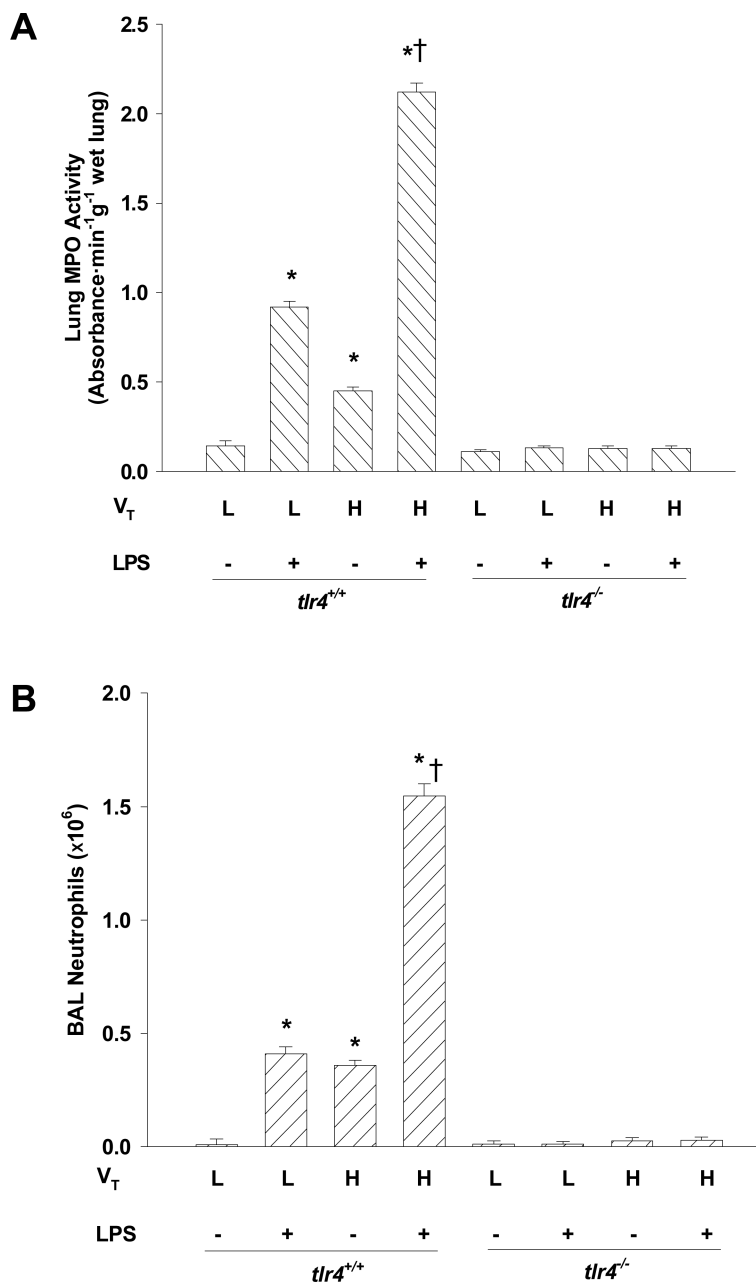 A
Lung MPO Activity
(Absorbance·min⁻¹g⁻¹ wet lung)
2.5
2.0
1.5
1.0
0.5
0.0
* * *†
V_T L L H H L L H H
LPS - + - + - + - +
tlr4⁺/⁺ tlr4⁻/⁻
B
BAL Neutrophils (x10⁶)
2.0
1.5
1.0
0.5
0.0
* * *†
V_T L L H H L L H H
LPS - + - + - + - +
tlr4⁺/⁺ tlr4⁻/⁻